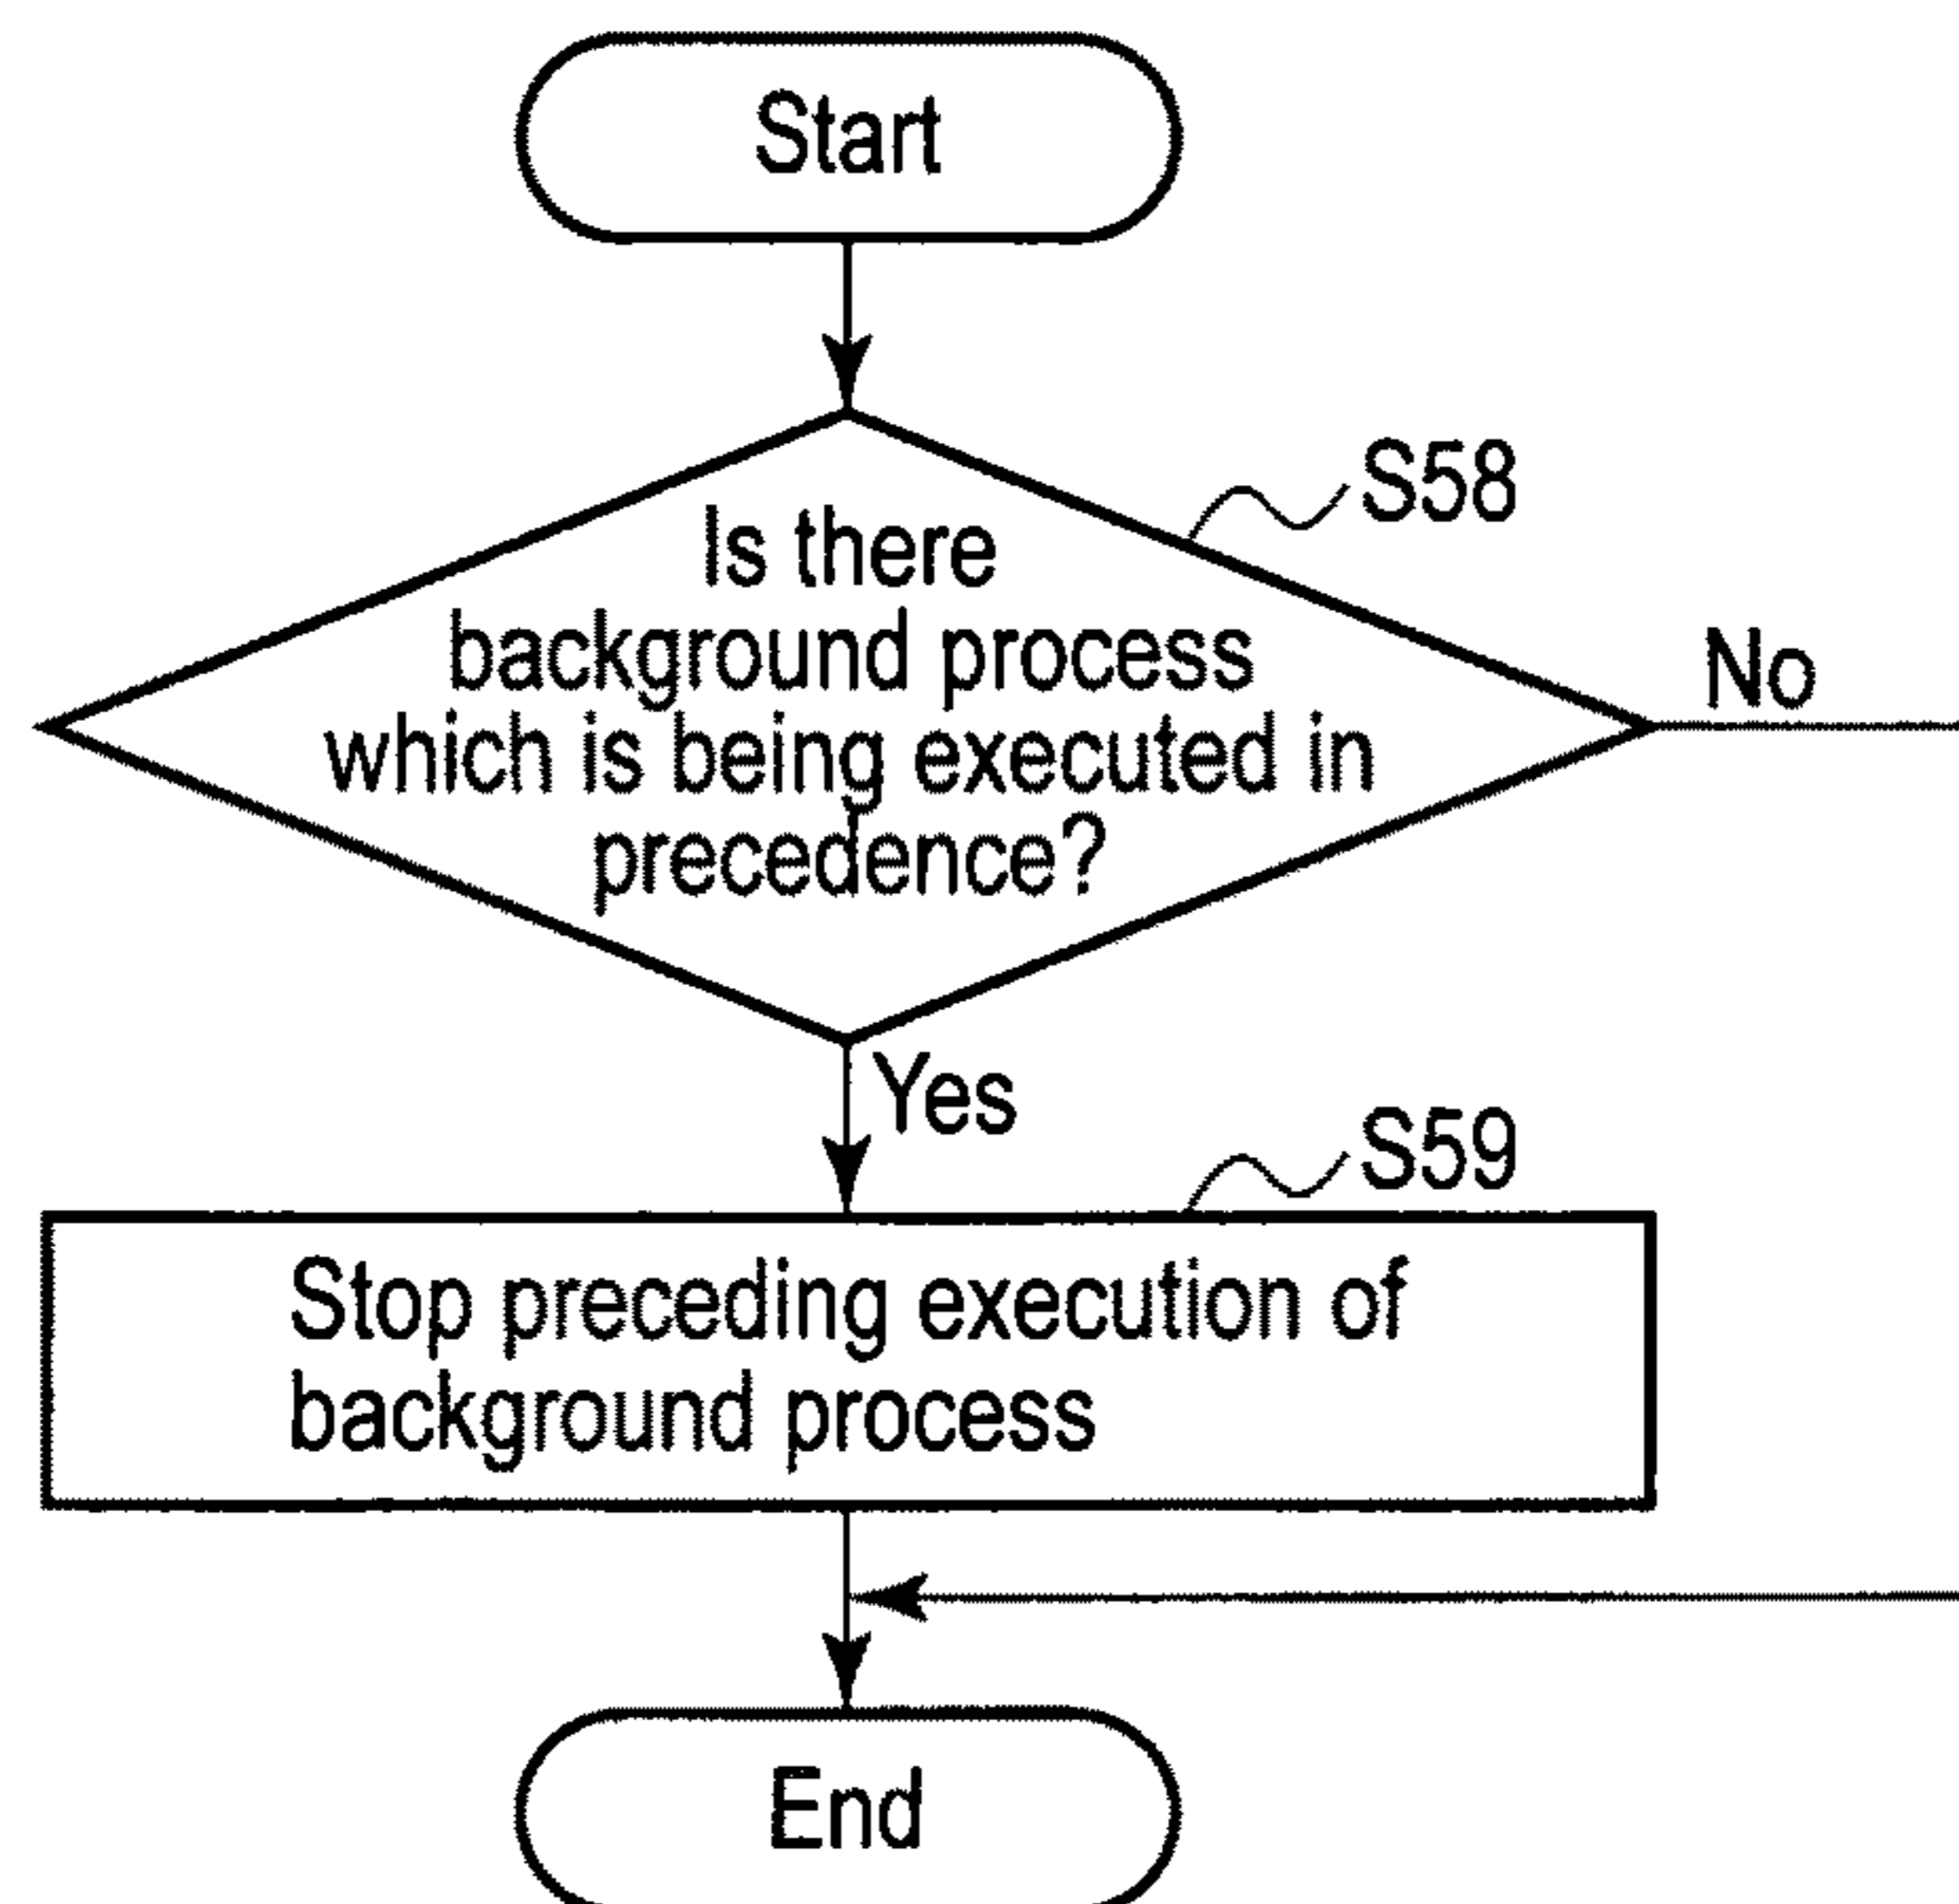 Start
S58
Is there
background process
which is being executed in
precedence?
No
Yes
S59
Stop preceding execution of
background process
End